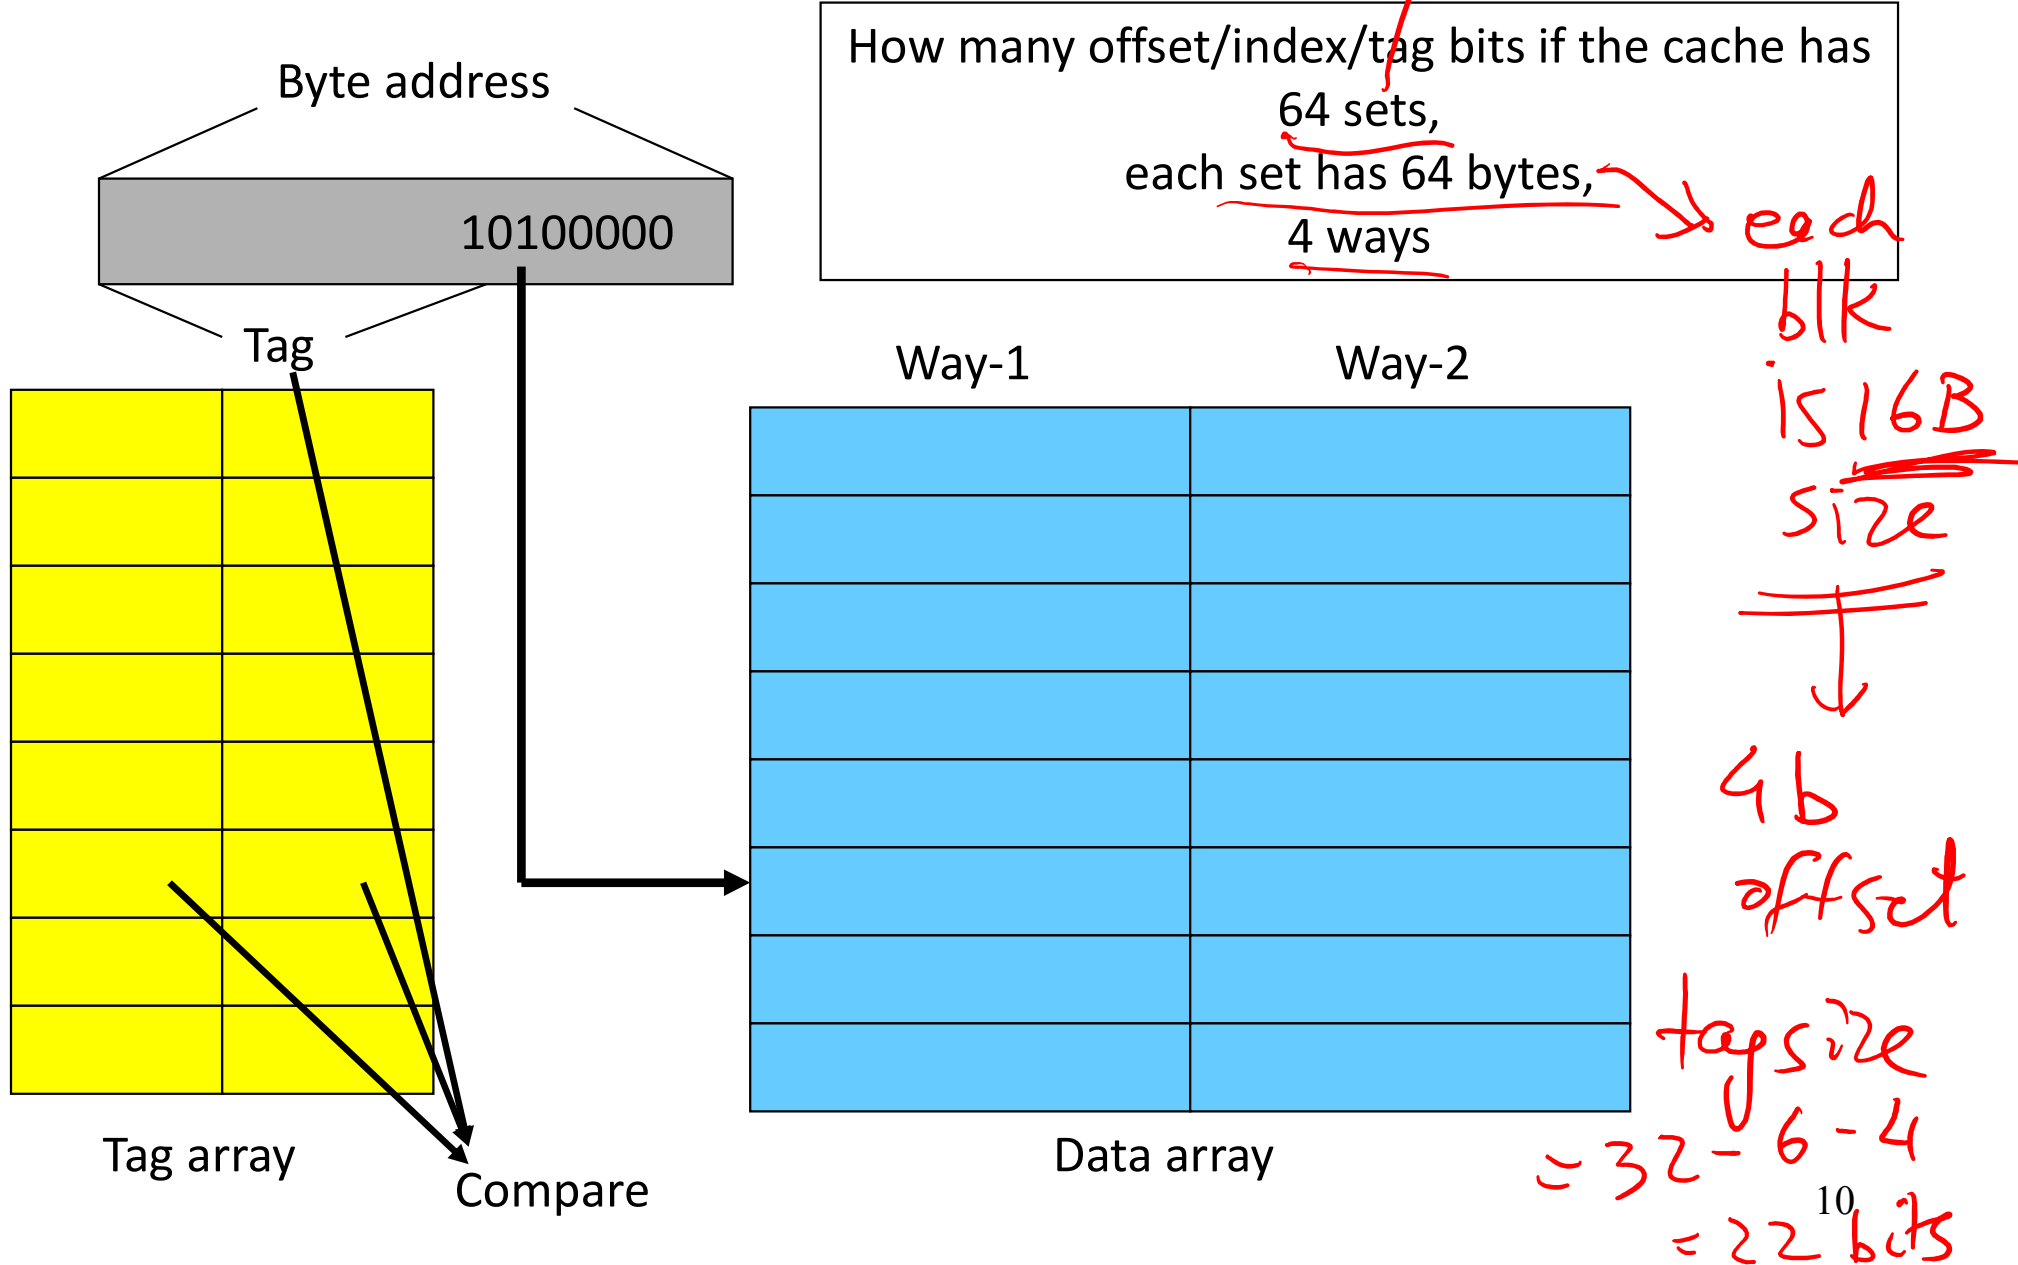 How many offset/index/tag bits if the cache has
64 sets,
each set has 64 bytes,
4 ways
Byte address
10100000
Tag
Way-1
Way-2
Tag array
Compare
Data array
each
blk
is 16B
size
4b
offset
tag size
= 32 - 6 - 4
= 22 bits
10